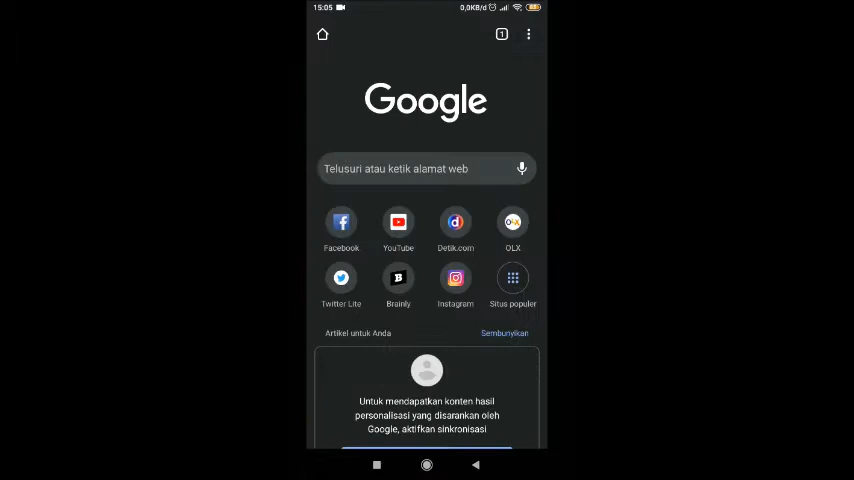 15:05 0,0KB/d
1
Google
Telusuri atau ketik alamat web
Facebook YouTube Detik.com OLX
Twitter Lite Brainly Instagram Situs populer
Artikel untuk Anda Sembunyikan
Untuk mendapatkan konten hasil
personalisasi yang disarankan oleh
Google, aktifkan sinkronisasi